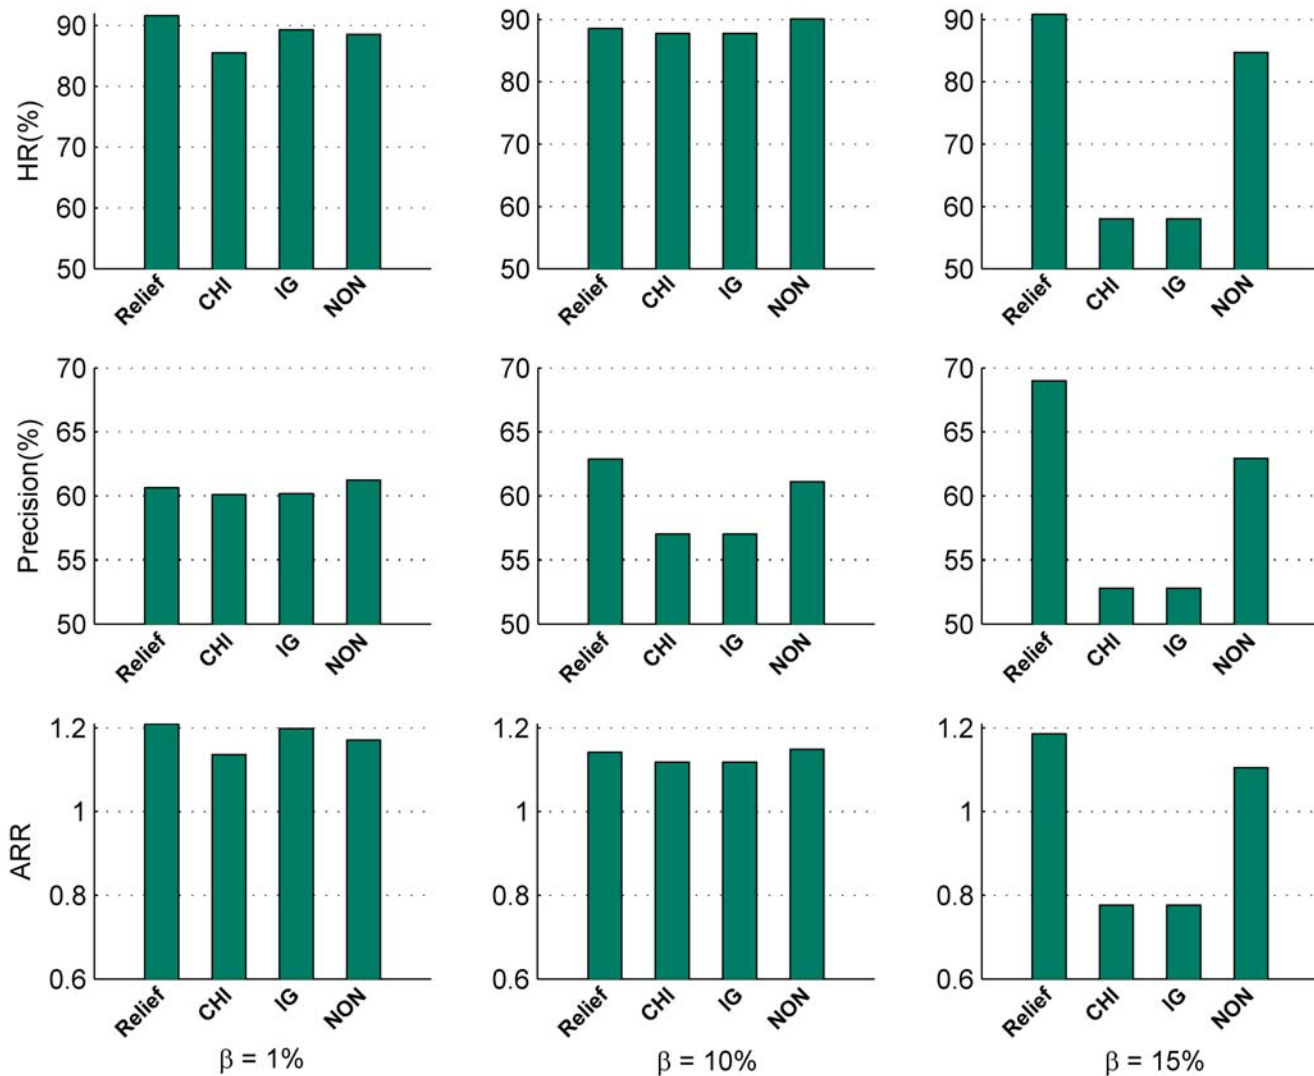 HR(%)
90
80
70
60
50
Relief
CHI
IG
NON
90
80
70
60
50
Relief
CHI
IG
NON
90
80
70
60
50
Relief
CHI
IG
NON
Precision(%)
70
65
60
55
50
Relief
CHI
IG
NON
70
65
60
55
50
Relief
CHI
IG
NON
70
65
60
55
50
Relief
CHI
IG
NON
ARR
1.2
1
0.8
0.6
Relief
CHI
IG
NON
β = 1%
1.2
1
0.8
0.6
Relief
CHI
IG
NON
β = 10%
1.2
1
0.8
0.6
Relief
CHI
IG
NON
β = 15%